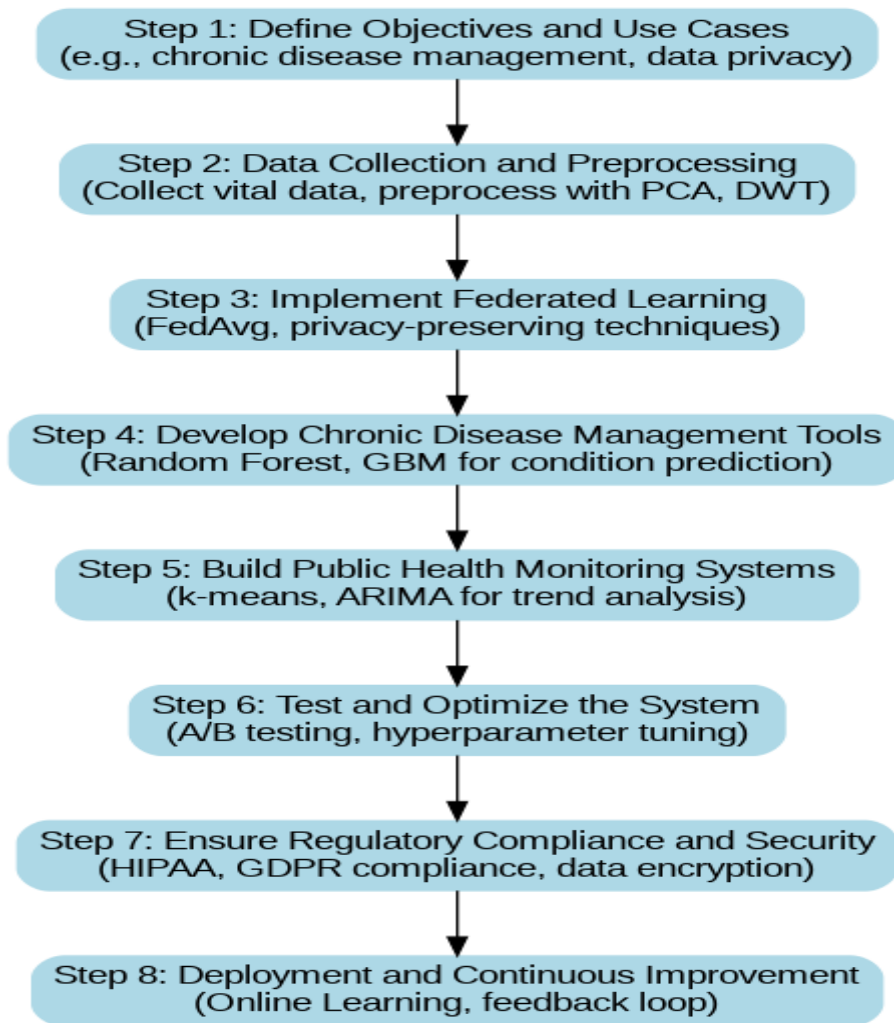 Step 1: Define Objectives and Use Cases
(e.g., chronic disease management, data privacy)
Step 2: Data Collection and Preprocessing
(Collect vital data, preprocess with PCA, DWT)
Step 3: Implement Federated Learning
(FedAvg, privacy-preserving techniques)
Step 4: Develop Chronic Disease Management Tools
(Random Forest, GBM for condition prediction)
Step 5: Build Public Health Monitoring Systems
(k-means, ARIMA for trend analysis)
Step 6: Test and Optimize the System
(A/B testing, hyperparameter tuning)
Step 7: Ensure Regulatory Compliance and Security
(HIPAA, GDPR compliance, data encryption)
Step 8: Deployment and Continuous Improvement
(Online Learning, feedback loop)